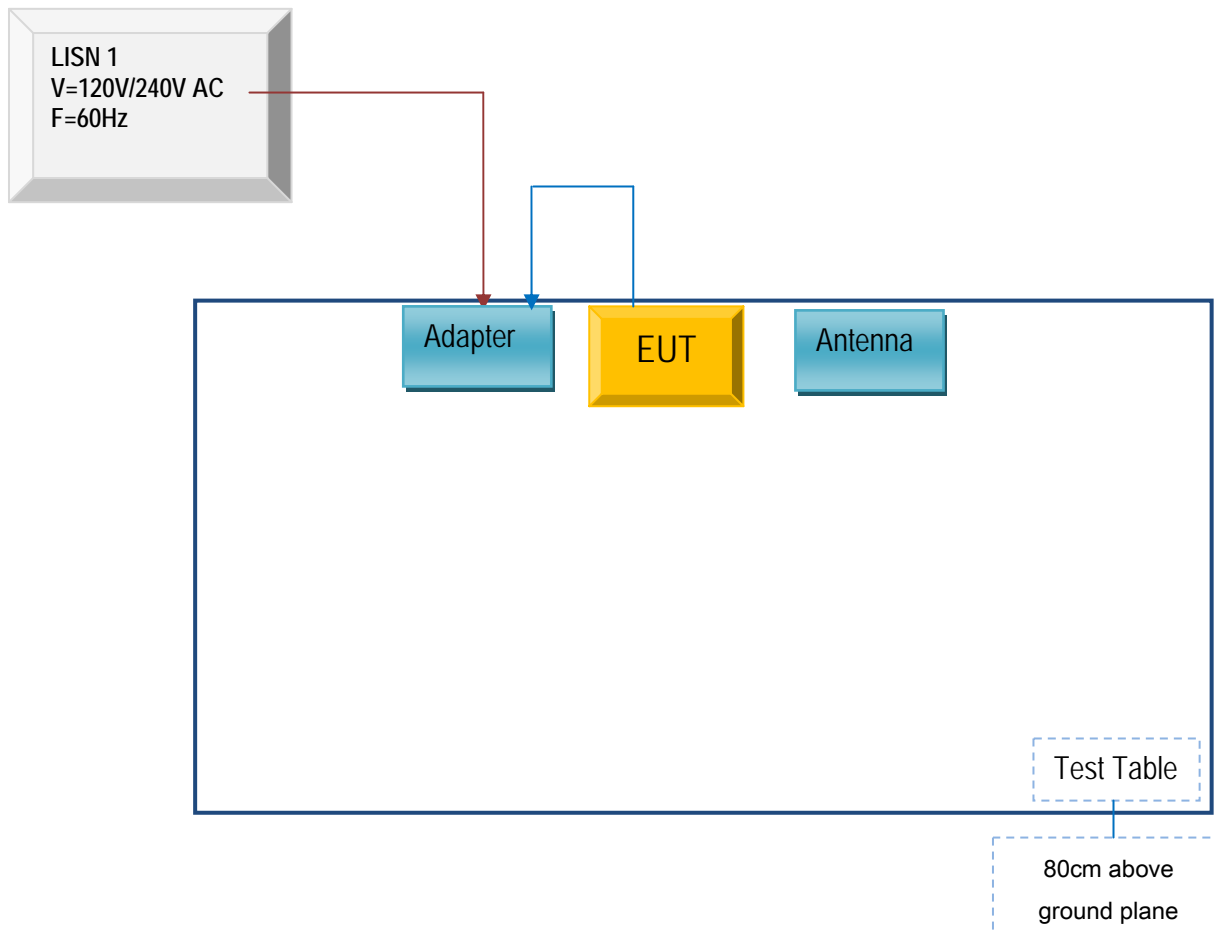 LISN 1
V=120V/240V AC
F=60Hz
Adapter
EUT
Antenna
Test Table
80cm above
ground plane